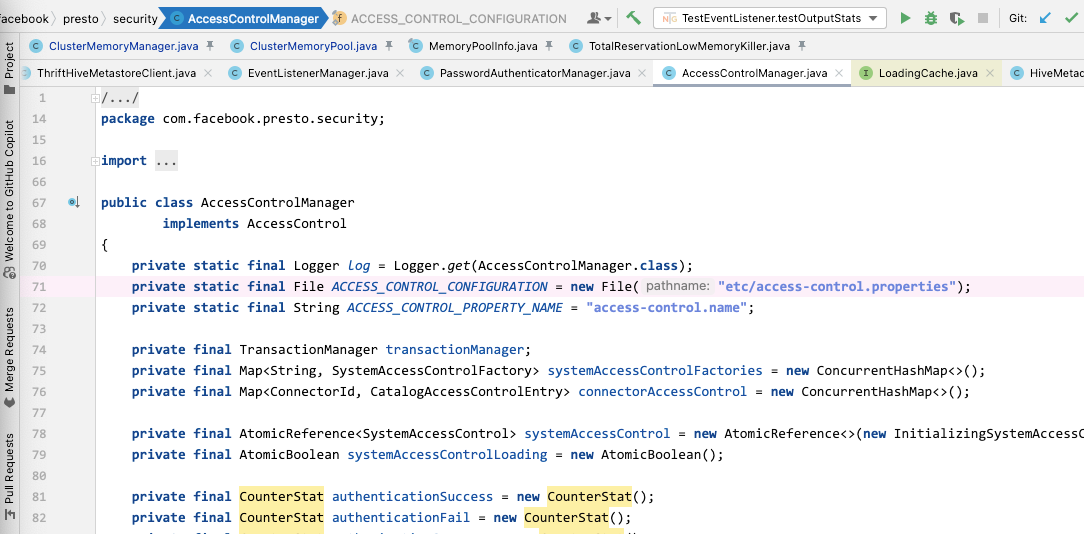 facebook presto security AccessControlManager ACCESS_CONTROL_CONFIGURATION TestEventListener.testOutputStats Git:
ClusterMemoryManager.java ClusterMemoryPool.java MemoryPoolInfo.java TotalReservationLowMemoryKiller.java
ThriftHiveMetastoreClient.java EventListenerManager.java PasswordAuthenticatorManager.java AccessControlManager.java LoadingCache.java HiveMetac
Project
Welcome to GitHub Copilot
Merge Requests
Pull Requests
1 /.../
14 package com.facebook.presto.security;
15
16 import ...
66
67 public class AccessControlManager
68 implements AccessControl
69 {
70 private static final Logger log = Logger.get(AccessControlManager.class);
71 private static final File ACCESS_CONTROL_CONFIGURATION = new File( pathname: "etc/access-control.properties");
72 private static final String ACCESS_CONTROL_PROPERTY_NAME = "access-control.name";
73
74 private final TransactionManager transactionManager;
75 private final Map<String, SystemAccessControlFactory> systemAccessControlFactories = new ConcurrentHashMap<>();
76 private final Map<ConnectorId, CatalogAccessControlEntry> connectorAccessControl = new ConcurrentHashMap<>();
77
78 private final AtomicReference<SystemAccessControl> systemAccessControl = new AtomicReference<>(new InitializingSystemAccessC
79 private final AtomicBoolean systemAccessControlLoading = new AtomicBoolean();
80
81 private final CounterStat authenticationSuccess = new CounterStat();
82 private final CounterStat authenticationFail = new CounterStat();